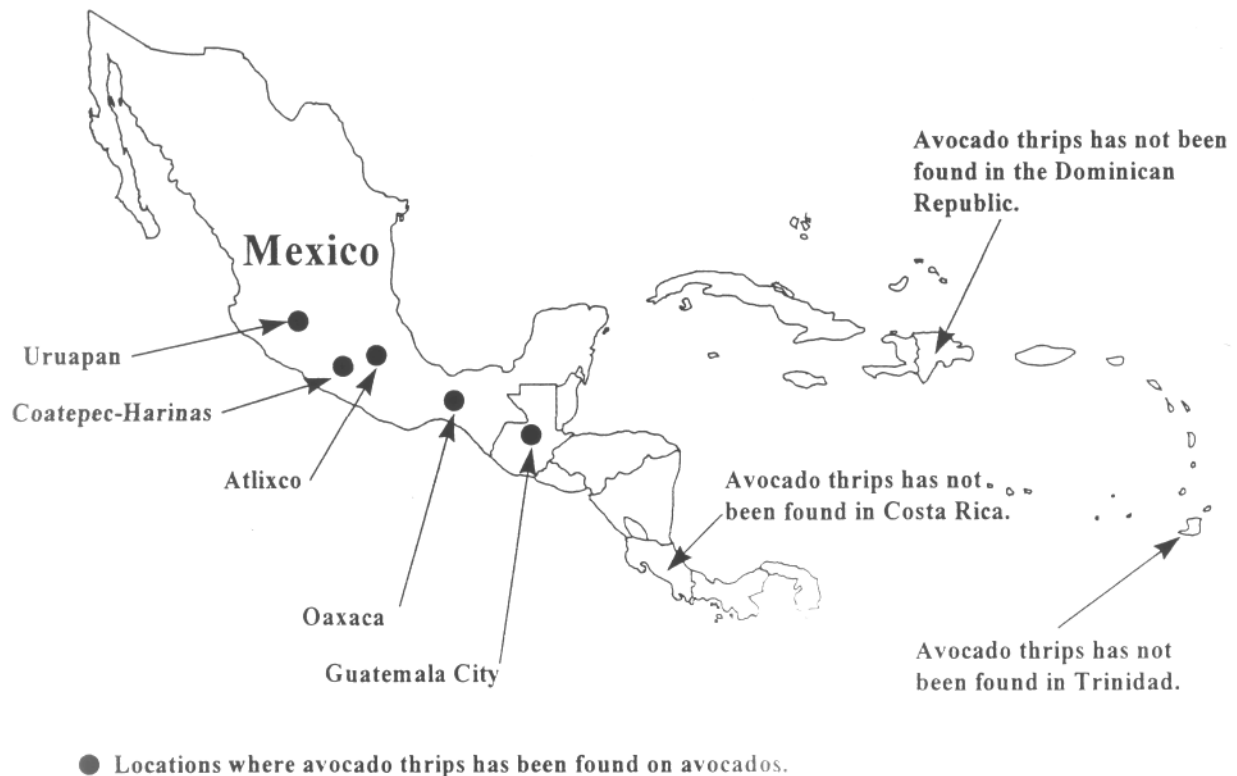 Avocado thrips has not been
found in the Dominican
Republic.
Mexico
Uruapan
Coatepec-Harinas
Atlixco
Avocado thrips has not
been found in Costa Rica.
Oaxaca
Guatemala City
Avocado thrips has not
been found in Trinidad.
Locations where avocado thrips has been found on avocados.